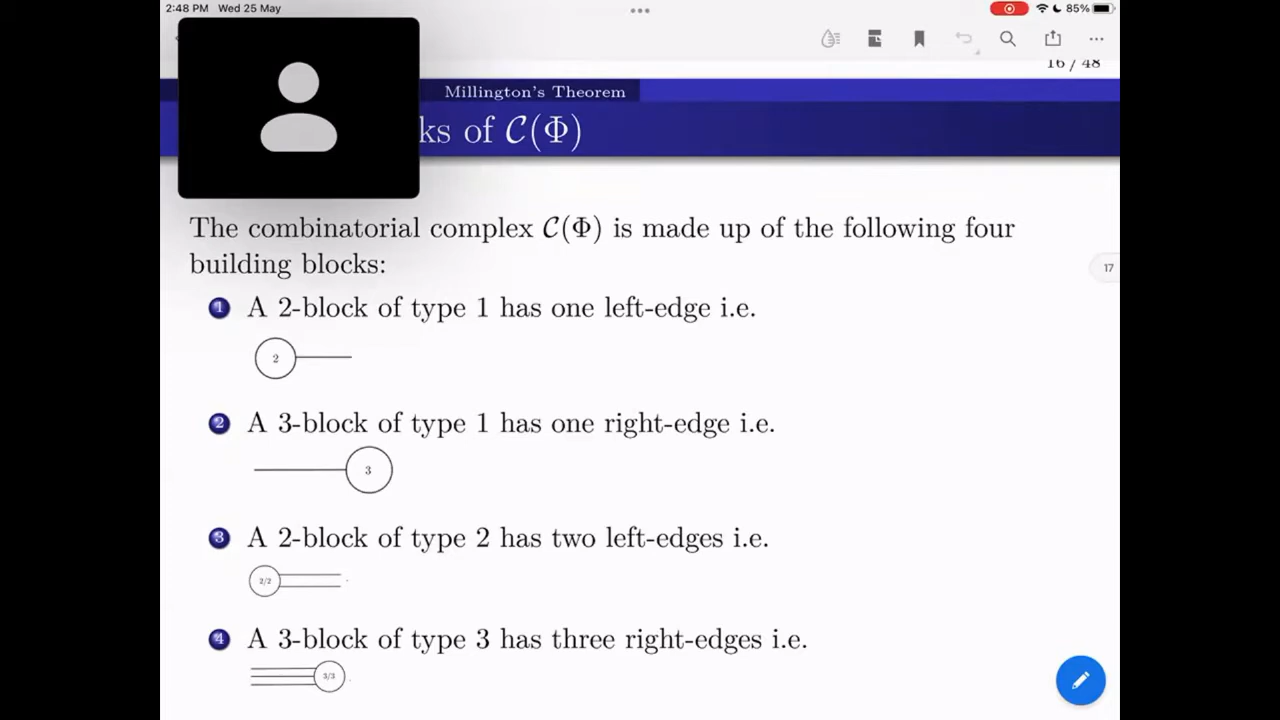 2:48 PM Wed 25 May
85%
16 / 48
Millington's Theorem
ks of 𝒞(Φ)
The combinatorial complex 𝒞(Φ) is made up of the following four
building blocks:
17
1 A 2-block of type 1 has one left-edge i.e.
2
2 A 3-block of type 1 has one right-edge i.e.
3
3 A 2-block of type 2 has two left-edges i.e.
2/2
4 A 3-block of type 3 has three right-edges i.e.
3/3